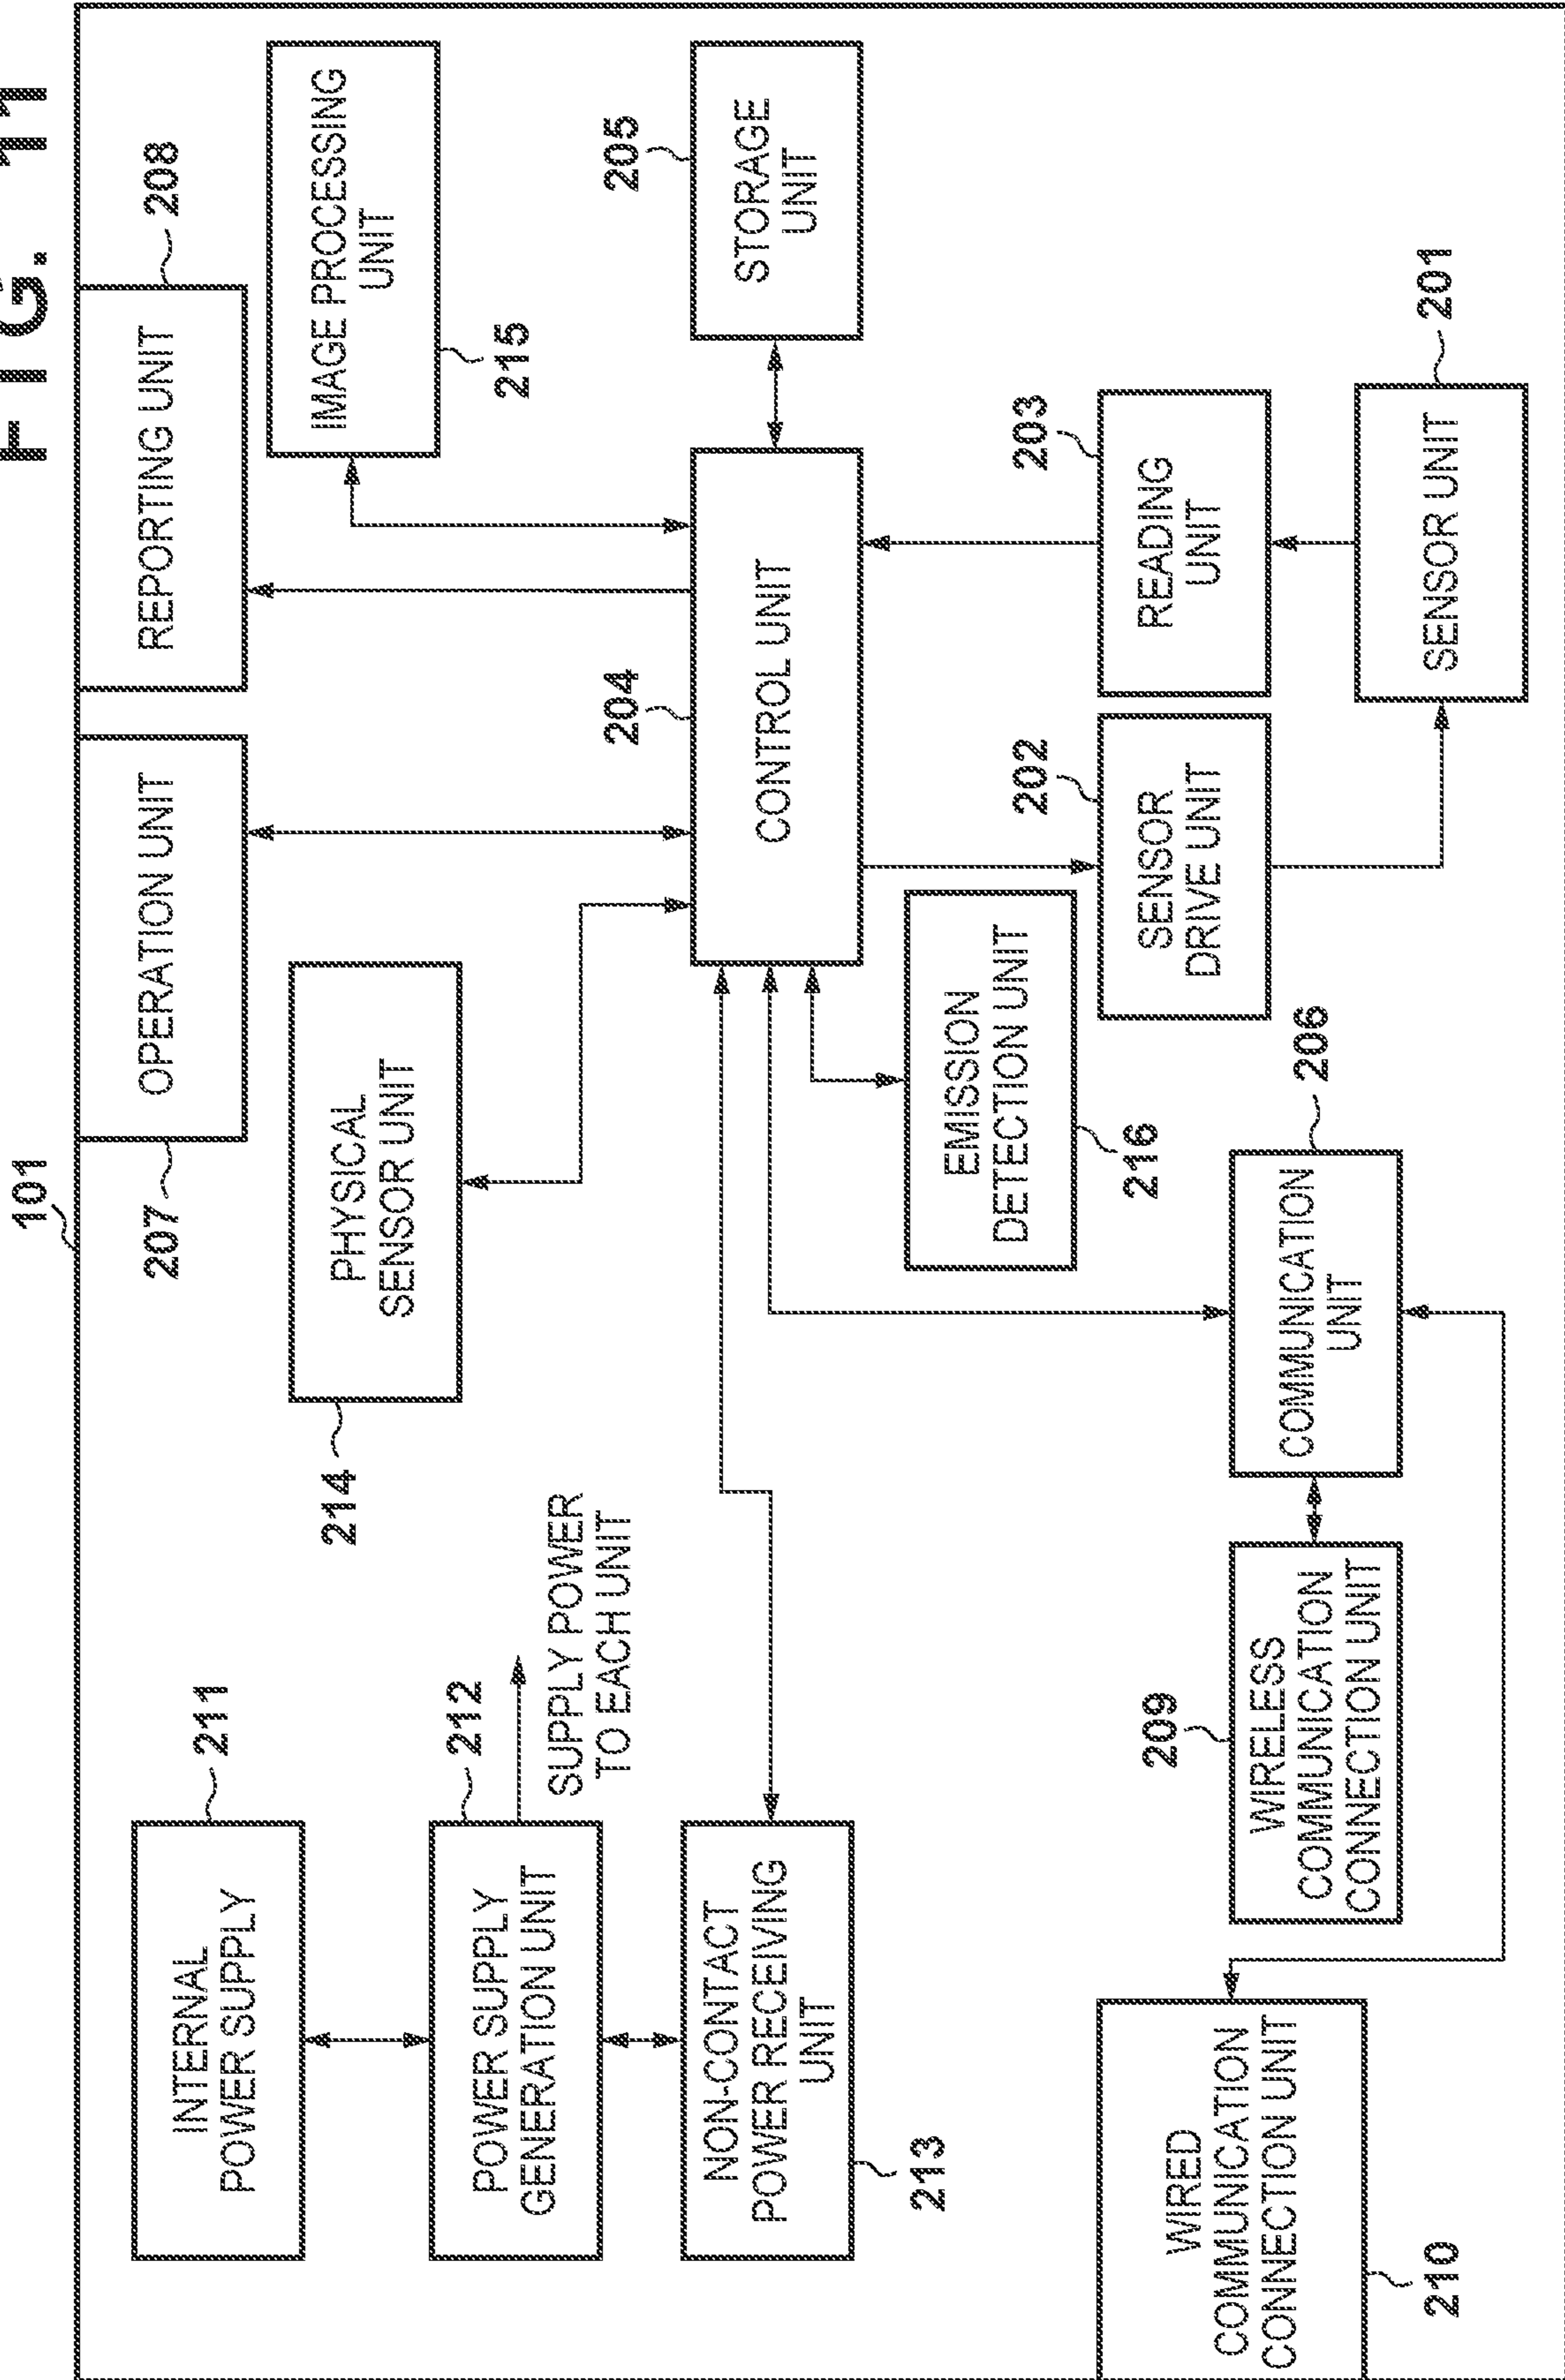 FIG. 11
101
INTERNAL
POWER SUPPLY
211
POWER SUPPLY
GENERATION UNIT
212
SUPPLY POWER
TO EACH UNIT
NON-CONTACT
POWER RECEIVING
UNIT
213
207
OPERATION UNIT
REPORTING UNIT
208
PHYSICAL
SENSOR UNIT
214
IMAGE PROCESSING
UNIT
215
204
CONTROL UNIT
205
STORAGE
UNIT
EMISSION
DETECTION UNIT
216
202
SENSOR
DRIVE UNIT
203
READING
UNIT
SENSOR UNIT
201
WIRED
COMMUNICATION
CONNECTION UNIT
210
209
WIRELESS
COMMUNICATION
CONNECTION UNIT
COMMUNICATION
UNIT
206